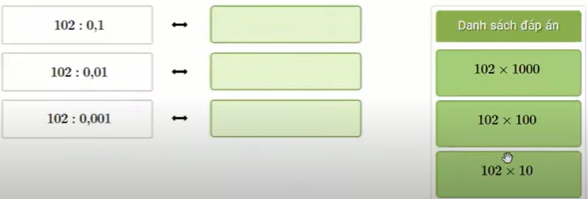 102 : 0,1
102 : 0,01
102 : 0,001
Danh sách đáp án
102 × 1000
102 × 100
102 × 10